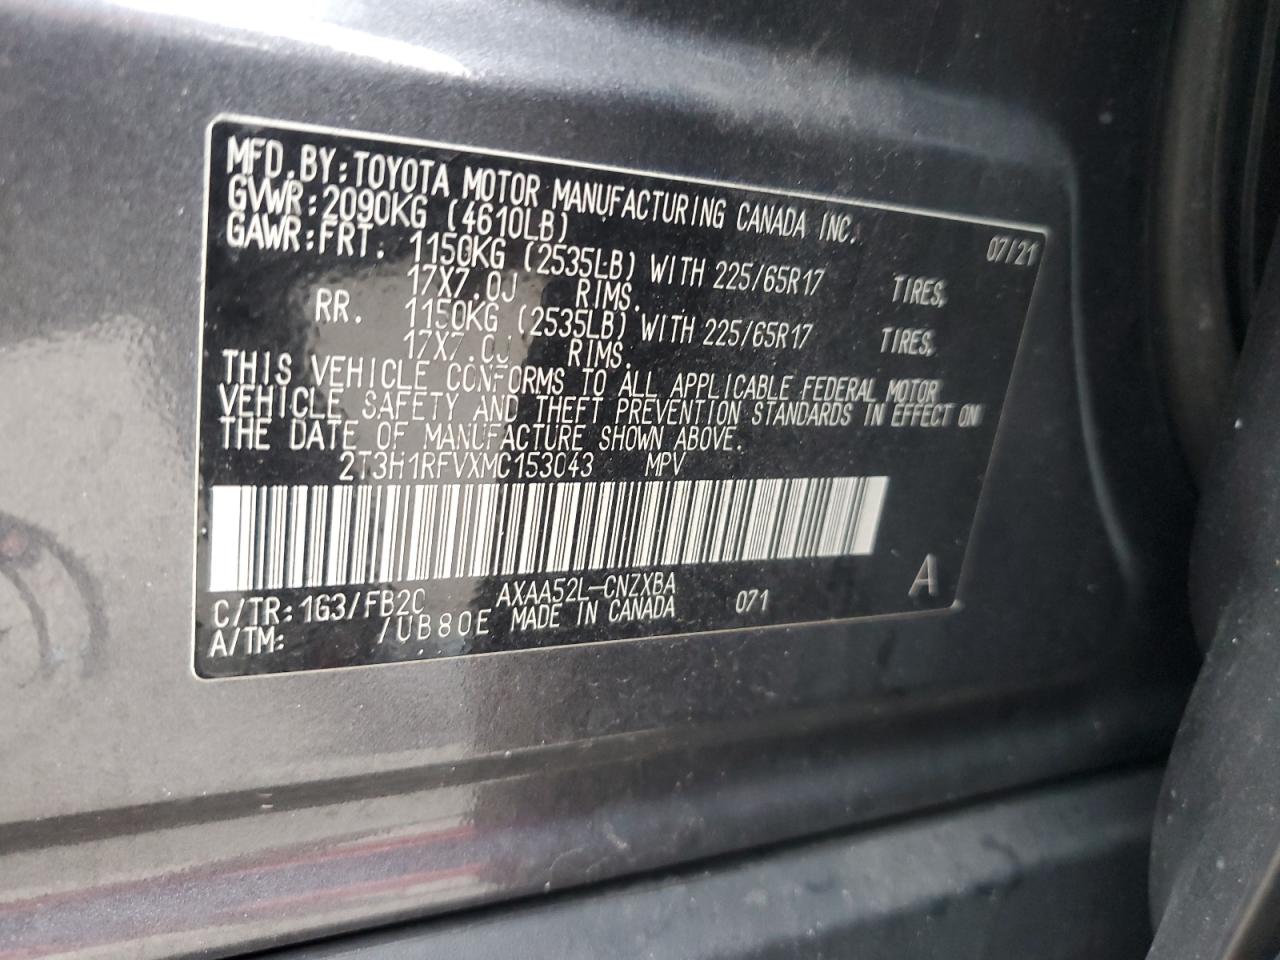 MFD.BY:TOYOTA MOTOR MANUFACTURING CANADA INC.
GVWR:2090KG (4610LB) 07/21
GAWR:FRT. 1150KG (2535LB) WITH 225/65R17 TIRES,
17X7.0J RIMS.
RR. 1150KG (2535LB) WITH 225/65R17 TIRES,
17X7.0J RIMS.
THIS VEHICLE CONFORMS TO ALL APPLICABLE FEDERAL MOTOR
VEHICLE SAFETY AND THEFT PREVENTION STANDARDS IN EFFECT ON
THE DATE OF MANUFACTURE SHOWN ABOVE.
2T3H1RFVXMC153043 MPV
C/TR:1G3/FB2C AXAA52L-CNZXBA
A/TM: /UB80E MADE IN CANADA 071 A